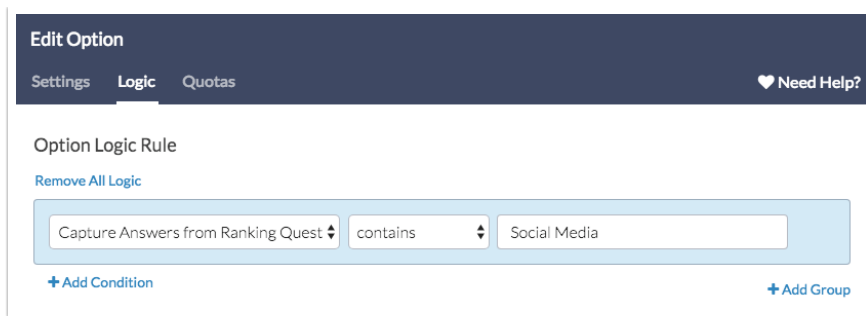 Edit Option
Settings Logic Quotas Need Help?
Option Logic Rule
Remove All Logic
Capture Answers from Ranking Quest contains Social Media
+ Add Condition
+ Add Group